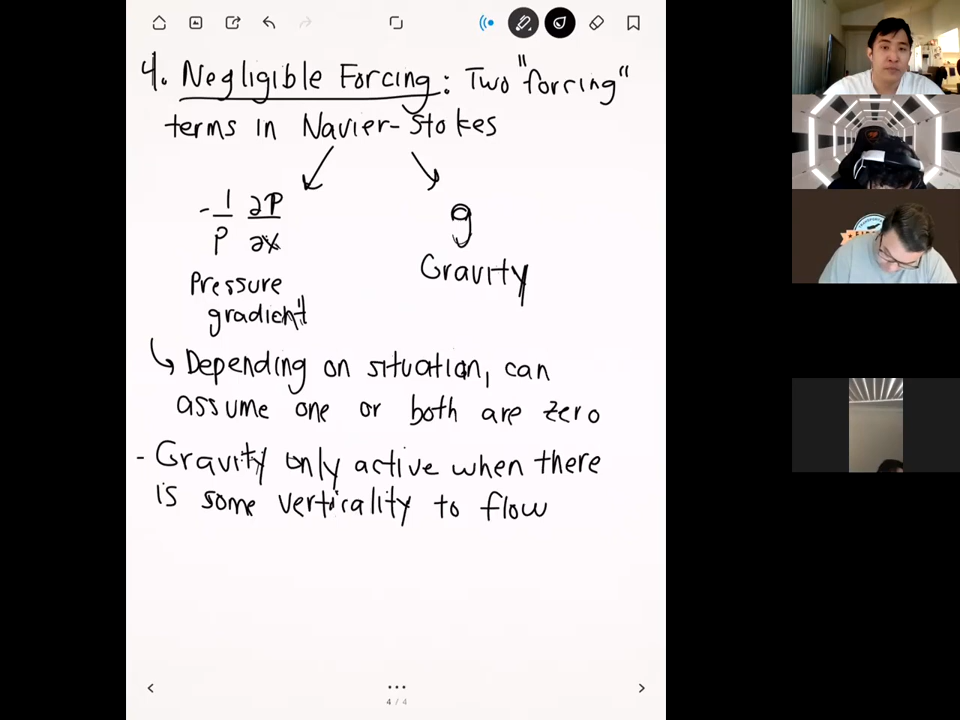 4. Negligible Forcing: Two "forcing"
terms in Navier-Stokes
-1/ρ ∂P/∂x
g
Pressure
gradient
Gravity
Depending on situation, can
assume one or both are zero
- Gravity only active when there
is some verticality to flow
4 / 4